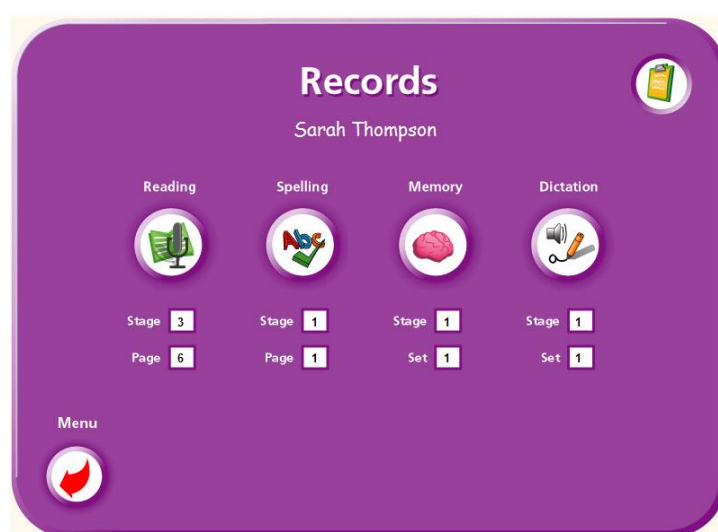 Records
Sarah Thompson
Reading Spelling Memory Dictation
Abc
Stage 3 Stage 1 Stage 1 Stage 1
Page 6 Page 1 Set 1 Set 1
Menu